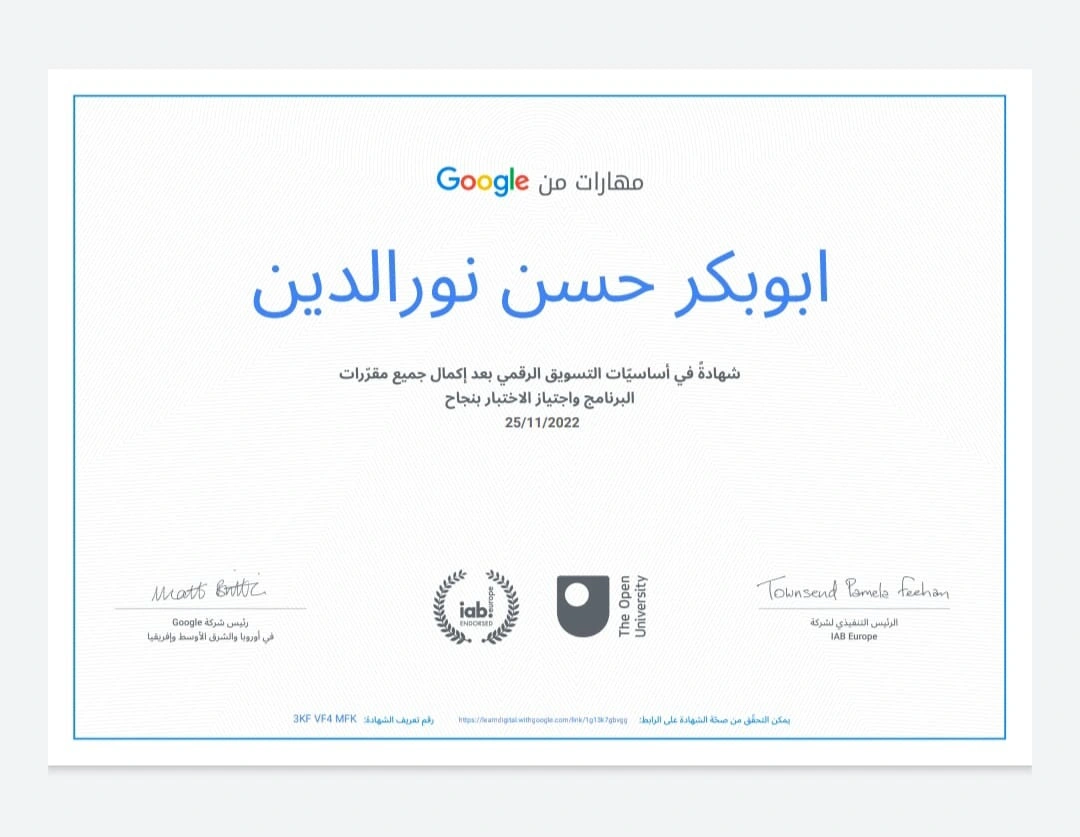 مهارات من Google
ابوبكر حسن نورالدين
شهادةً في أساسيّات التسويق الرقمي بعد إكمال جميع مقرّرات
البرنامج واجتياز الاختبار بنجاح
25/11/2022
Townsend Pamela Feehan
الرئيس التنفيذي لشركة
IAB Europe
The Open
University
iab.
europe
ENDORSED
Matt Brittin
رئيس شركة Google
في أوروبا والشرق الأوسط وإفريقيا
يمكن التحقّق من صحّة الشهادة على الرابط: https://learndigital.withgoogle.com/link/1g13k7gbvgg
رقم تعريف الشهادة: 3KF VF4 MFK